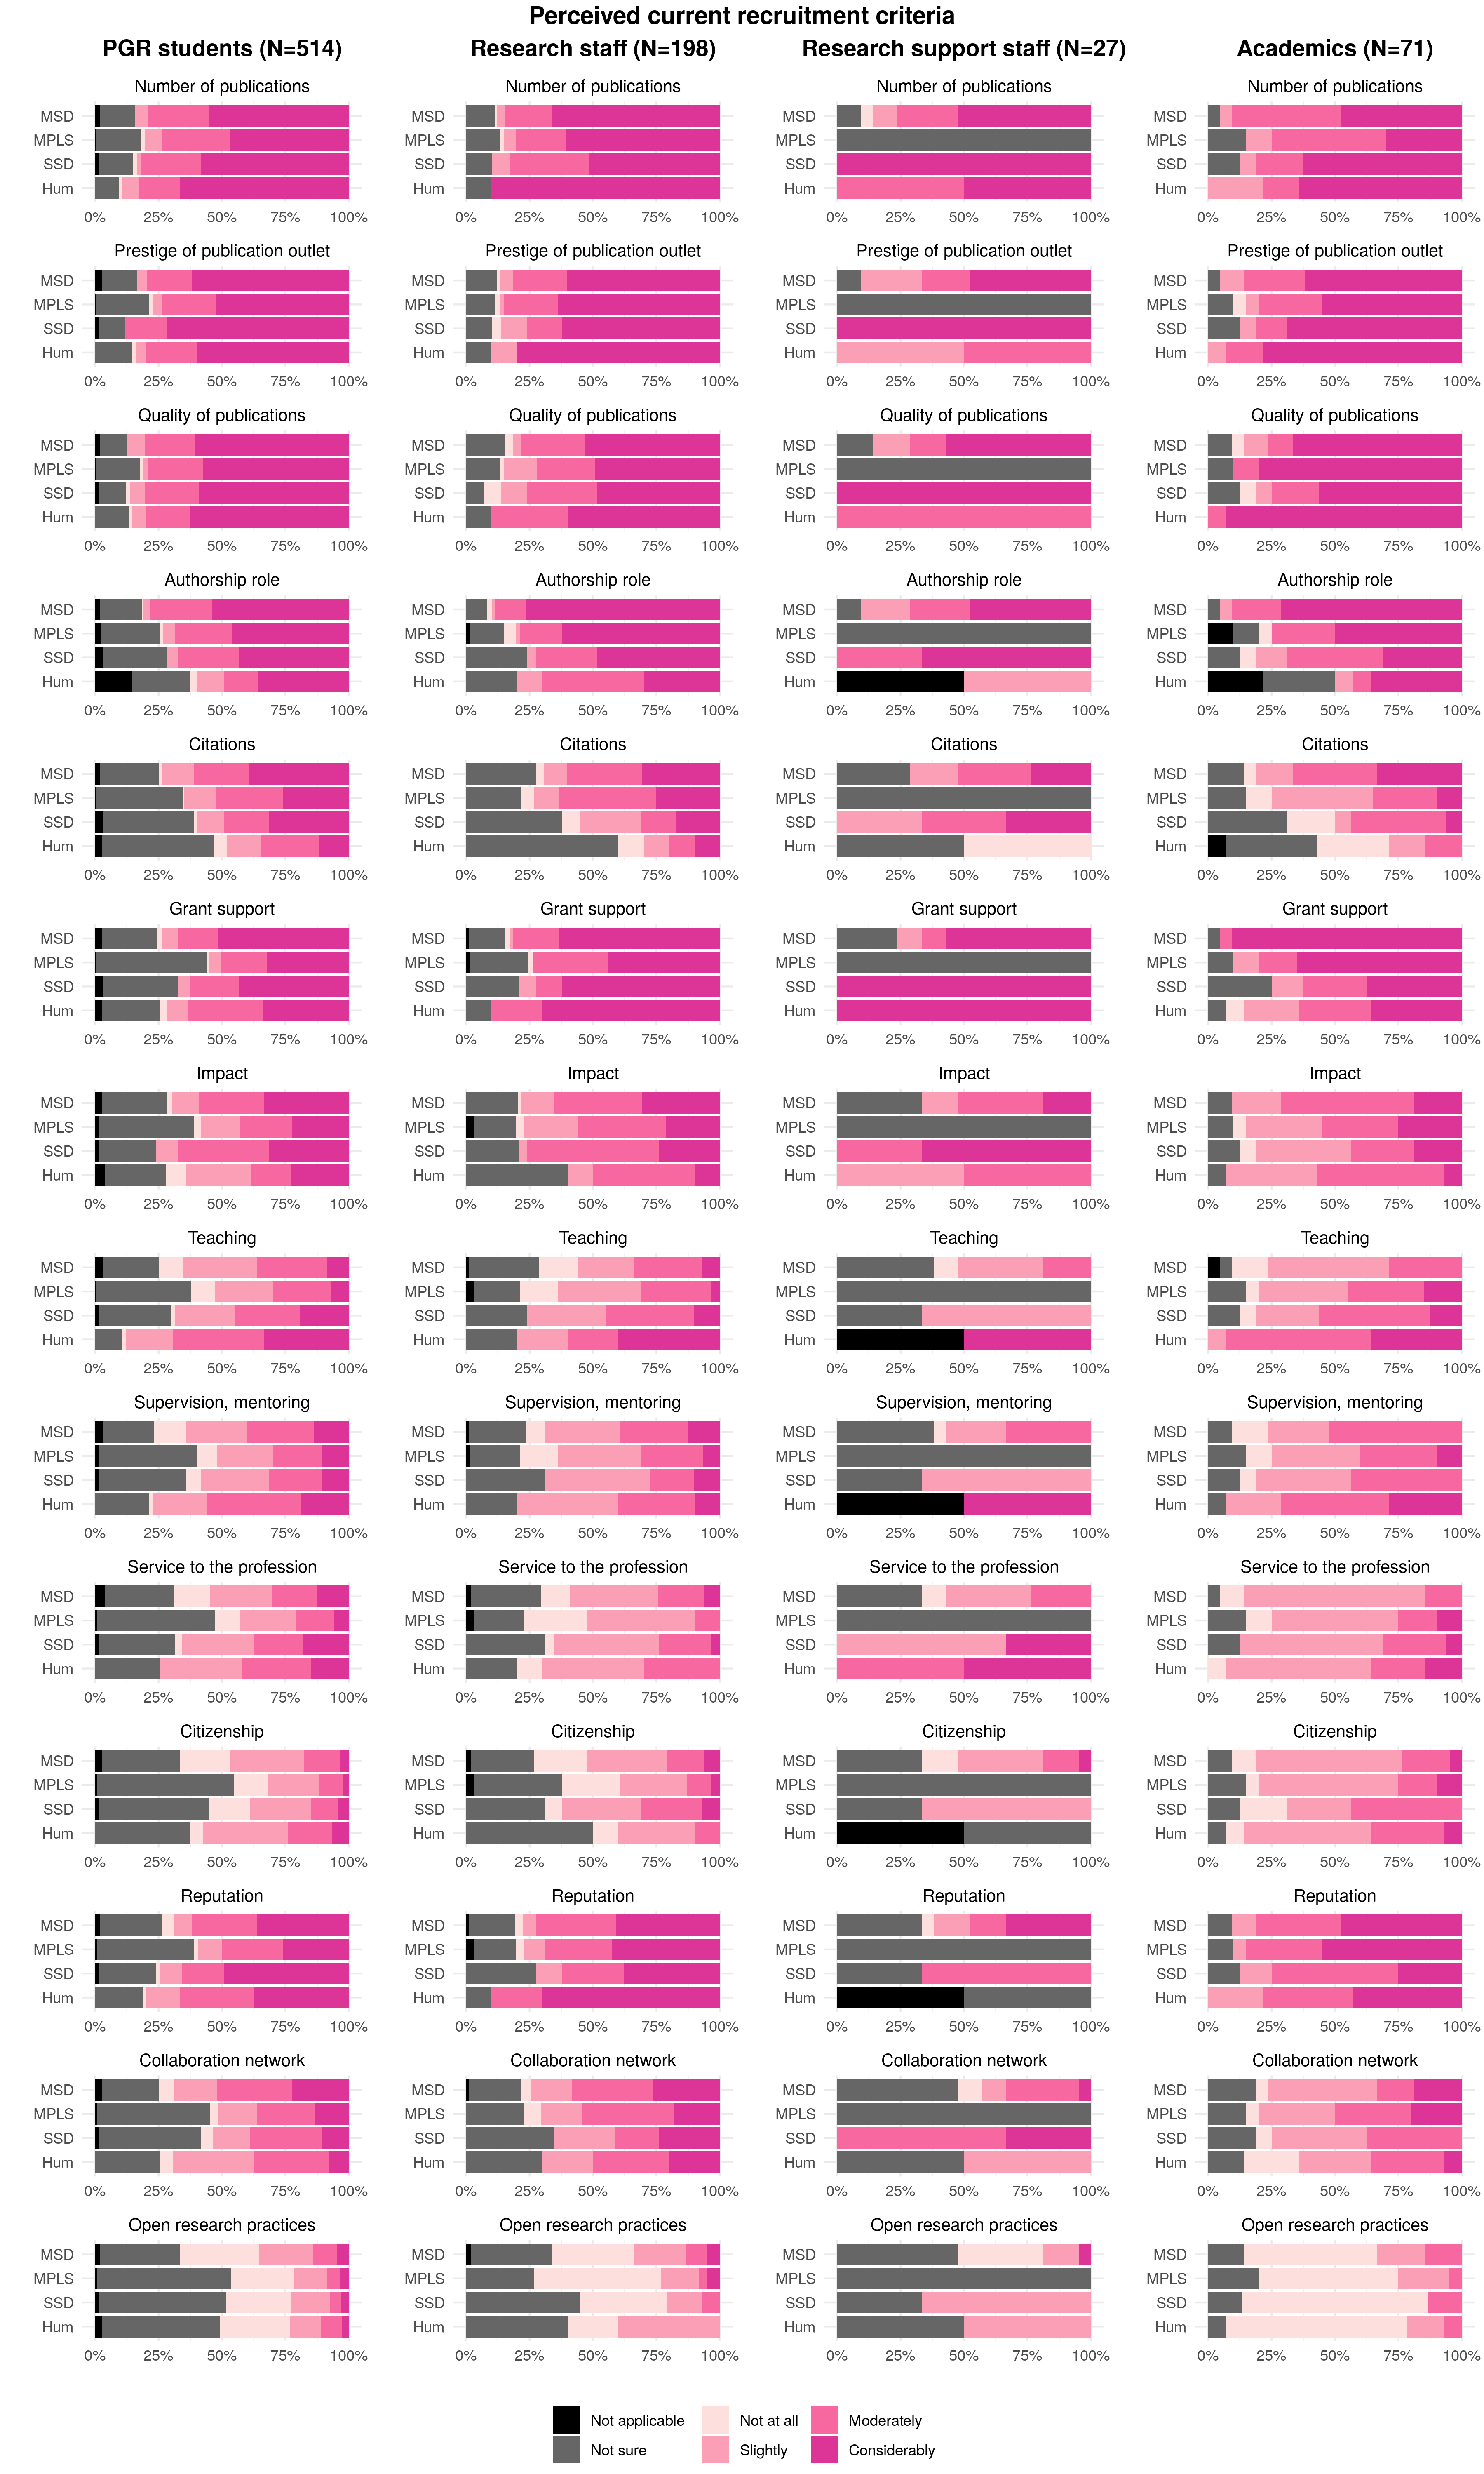 Perceived current recruitment criteria
PGR students (N=514) Research staff (N=198) Research support staff (N=27) Academics (N=71)
Number of publications Number of publications Number of publications Number of publications
MSD MSD MSD MSD
MPLS MPLS MPLS MPLS
SSD SSD SSD SSD
Hum Hum Hum Hum
0% 25% 50% 75% 100% 0% 25% 50% 75% 100% 0% 25% 50% 75% 100% 0% 25% 50% 75% 100%
Prestige of publication outlet Prestige of publication outlet Prestige of publication outlet Prestige of publication outlet
MSD MSD MSD MSD
MPLS MPLS MPLS MPLS
SSD SSD SSD SSD
Hum Hum Hum Hum
0% 25% 50% 75% 100% 0% 25% 50% 75% 100% 0% 25% 50% 75% 100% 0% 25% 50% 75% 100%
Quality of publications Quality of publications Quality of publications Quality of publications
MSD MSD MSD MSD
MPLS MPLS MPLS MPLS
SSD SSD SSD SSD
Hum Hum Hum Hum
0% 25% 50% 75% 100% 0% 25% 50% 75% 100% 0% 25% 50% 75% 100% 0% 25% 50% 75% 100%
Authorship role Authorship role Authorship role Authorship role
MSD MSD MSD MSD
MPLS MPLS MPLS MPLS
SSD SSD SSD SSD
Hum Hum Hum Hum
0% 25% 50% 75% 100% 0% 25% 50% 75% 100% 0% 25% 50% 75% 100% 0% 25% 50% 75% 100%
Citations Citations Citations Citations
MSD MSD MSD MSD
MPLS MPLS MPLS MPLS
SSD SSD SSD SSD
Hum Hum Hum Hum
0% 25% 50% 75% 100% 0% 25% 50% 75% 100% 0% 25% 50% 75% 100% 0% 25% 50% 75% 100%
Grant support Grant support Grant support Grant support
MSD MSD MSD MSD
MPLS MPLS MPLS MPLS
SSD SSD SSD SSD
Hum Hum Hum Hum
0% 25% 50% 75% 100% 0% 25% 50% 75% 100% 0% 25% 50% 75% 100% 0% 25% 50% 75% 100%
Impact Impact Impact Impact
MSD MSD MSD MSD
MPLS MPLS MPLS MPLS
SSD SSD SSD SSD
Hum Hum Hum Hum
0% 25% 50% 75% 100% 0% 25% 50% 75% 100% 0% 25% 50% 75% 100% 0% 25% 50% 75% 100%
Teaching Teaching Teaching Teaching
MSD MSD MSD MSD
MPLS MPLS MPLS MPLS
SSD SSD SSD SSD
Hum Hum Hum Hum
0% 25% 50% 75% 100% 0% 25% 50% 75% 100% 0% 25% 50% 75% 100% 0% 25% 50% 75% 100%
Supervision, mentoring Supervision, mentoring Supervision, mentoring Supervision, mentoring
MSD MSD MSD MSD
MPLS MPLS MPLS MPLS
SSD SSD SSD SSD
Hum Hum Hum Hum
0% 25% 50% 75% 100% 0% 25% 50% 75% 100% 0% 25% 50% 75% 100% 0% 25% 50% 75% 100%
Service to the profession Service to the profession Service to the profession Service to the profession
MSD MSD MSD MSD
MPLS MPLS MPLS MPLS
SSD SSD SSD SSD
Hum Hum Hum Hum
0% 25% 50% 75% 100% 0% 25% 50% 75% 100% 0% 25% 50% 75% 100% 0% 25% 50% 75% 100%
Citizenship Citizenship Citizenship Citizenship
MSD MSD MSD MSD
MPLS MPLS MPLS MPLS
SSD SSD SSD SSD
Hum Hum Hum Hum
0% 25% 50% 75% 100% 0% 25% 50% 75% 100% 0% 25% 50% 75% 100% 0% 25% 50% 75% 100%
Reputation Reputation Reputation Reputation
MSD MSD MSD MSD
MPLS MPLS MPLS MPLS
SSD SSD SSD SSD
Hum Hum Hum Hum
0% 25% 50% 75% 100% 0% 25% 50% 75% 100% 0% 25% 50% 75% 100% 0% 25% 50% 75% 100%
Collaboration network Collaboration network Collaboration network Collaboration network
MSD MSD MSD MSD
MPLS MPLS MPLS MPLS
SSD SSD SSD SSD
Hum Hum Hum Hum
0% 25% 50% 75% 100% 0% 25% 50% 75% 100% 0% 25% 50% 75% 100% 0% 25% 50% 75% 100%
Open research practices Open research practices Open research practices Open research practices
MSD MSD MSD MSD
MPLS MPLS MPLS MPLS
SSD SSD SSD SSD
Hum Hum Hum Hum
0% 25% 50% 75% 100% 0% 25% 50% 75% 100% 0% 25% 50% 75% 100% 0% 25% 50% 75% 100%
Not applicable Not at all Moderately
Not sure Slightly Considerably